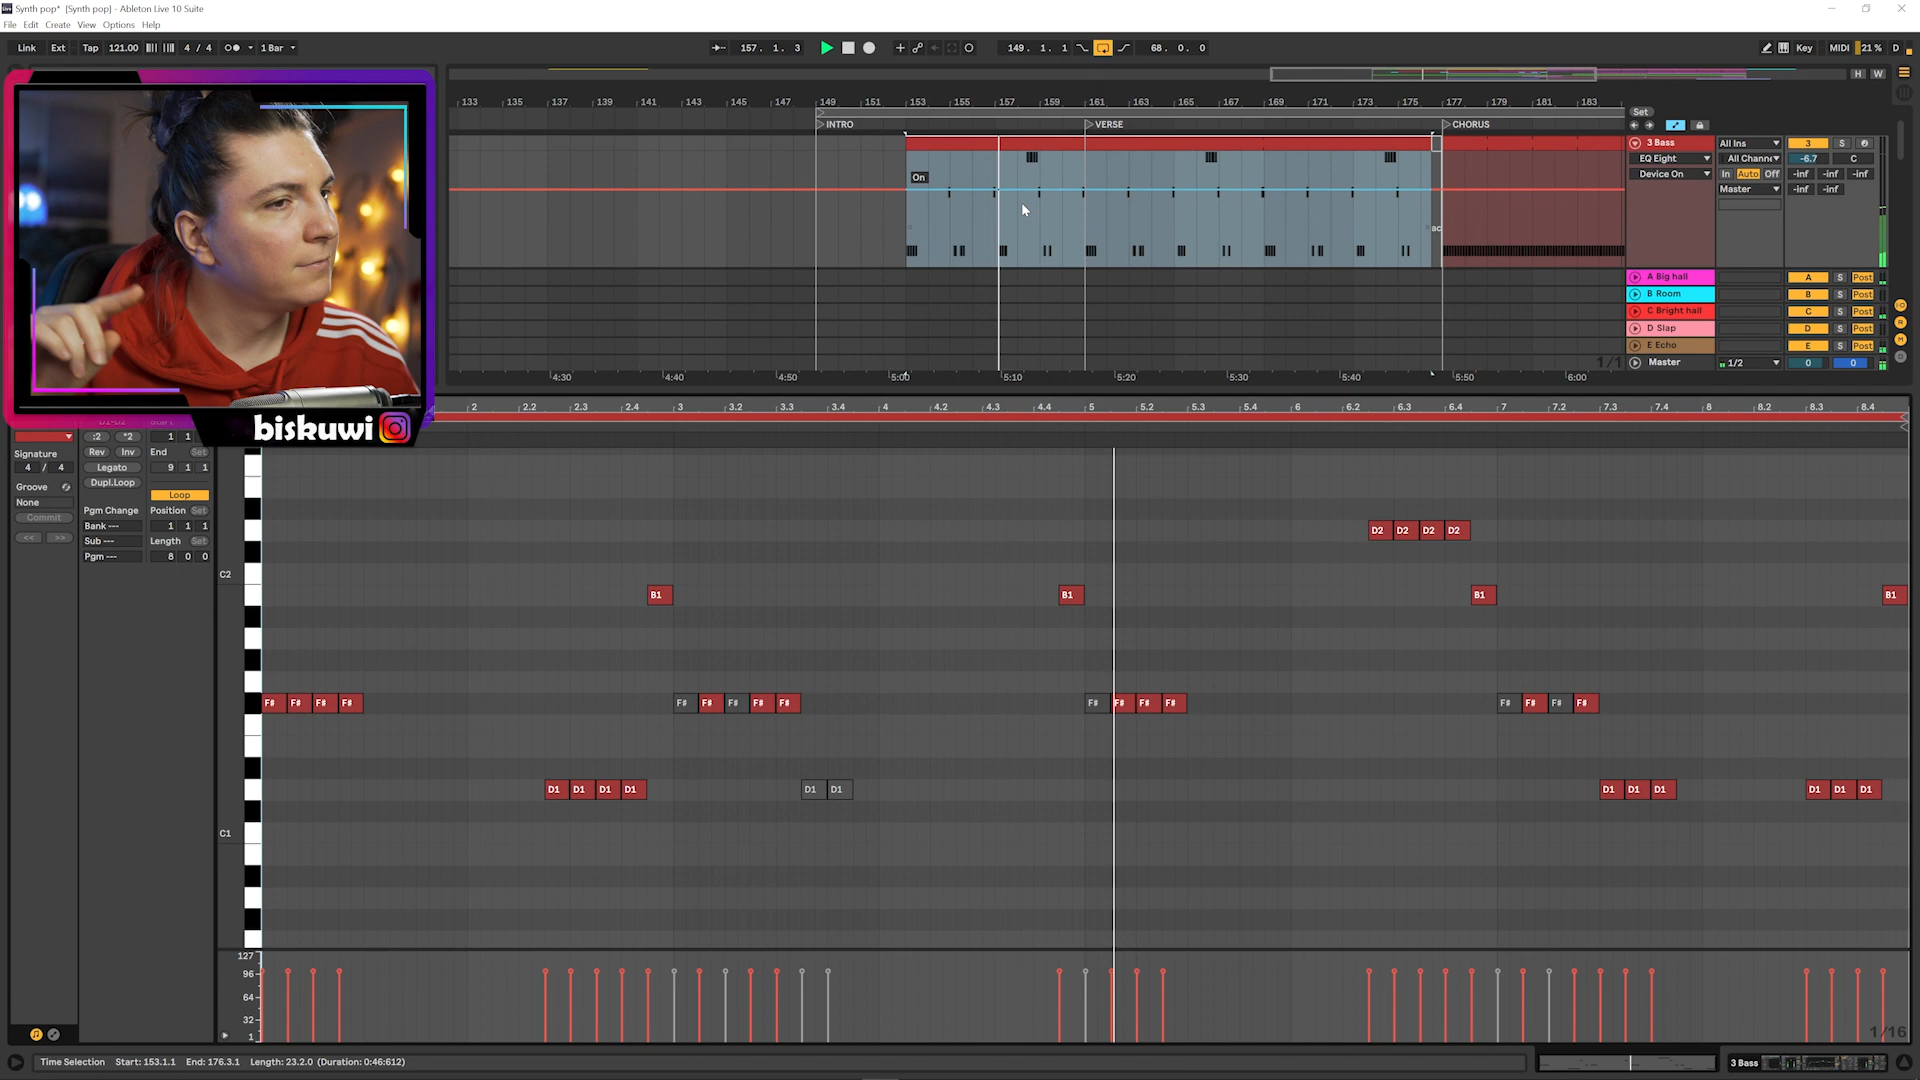 Synth pop* [Synth pop] - Ableton Live 10 Suite
File Edit Create View Options Help
Link Ext Tap 121.00 4 / 4 1 Bar 157. 1. 3 149. 1. 1 68. 0. 0 Key MIDI 21 % D
H W
133 135 137 139 141 143 145 147 149 151 153 155 157 159 161 163 165 167 169 171 173 175 177 179 181 183
Set
INTRO VERSE CHORUS
3 Bass All Ins 3 S
EQ Eight All Channe -6.7 C
On Device On In Auto Off -inf -inf -inf
Master -inf -inf
A Big hall A S Post
B Room B S Post
C Bright hall C S Post
D Slap D S Post
E Echo E S Post
1/1 Master 1/2 0 0
4:30 4:40 4:50 5:00 5:10 5:20 5:30 5:40 5:50 6:00
2 2.2 2.3 2.4 3 3.2 3.3 3.4 4 4.2 4.3 4.4 5 5.2 5.3 5.4 6 6.2 6.3 6.4 7 7.2 7.3 7.4 8 8.2 8.3 8.4
biskuwi
:2 *2 1 1
Signature Rev Inv End Set
4 / 4 Legato 9 1 1
Groove Dupl.Loop
None Loop
Commit Pgm Change Position Set
<< >> Bank --- 1 1 1
Sub --- Length Set
Pgm --- 8 0 0
D2 D2 D2 D2
C2
B1 B1 B1 B1
F# F# F# F# F# F# F# F# F# F# F# F# F# F# F# F# F#
D1 D1 D1 D1 D1 D1 D1 D1 D1 D1 D1 D1
C1
127
96
64
32
1
1/16
Time Selection Start: 153.1.1 End: 176.3.1 Length: 23.2.0 (Duration: 0:46:612) 3 Bass